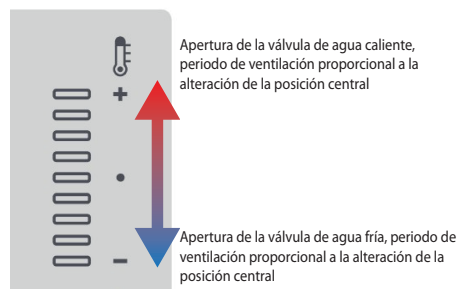 Apertura de la válvula de agua caliente,
periodo de ventilación proporcional a la
alteración de la posición central
+
•
–
Apertura de la válvula de agua fría, periodo de
ventilación proporcional a la alteración de la
posición central